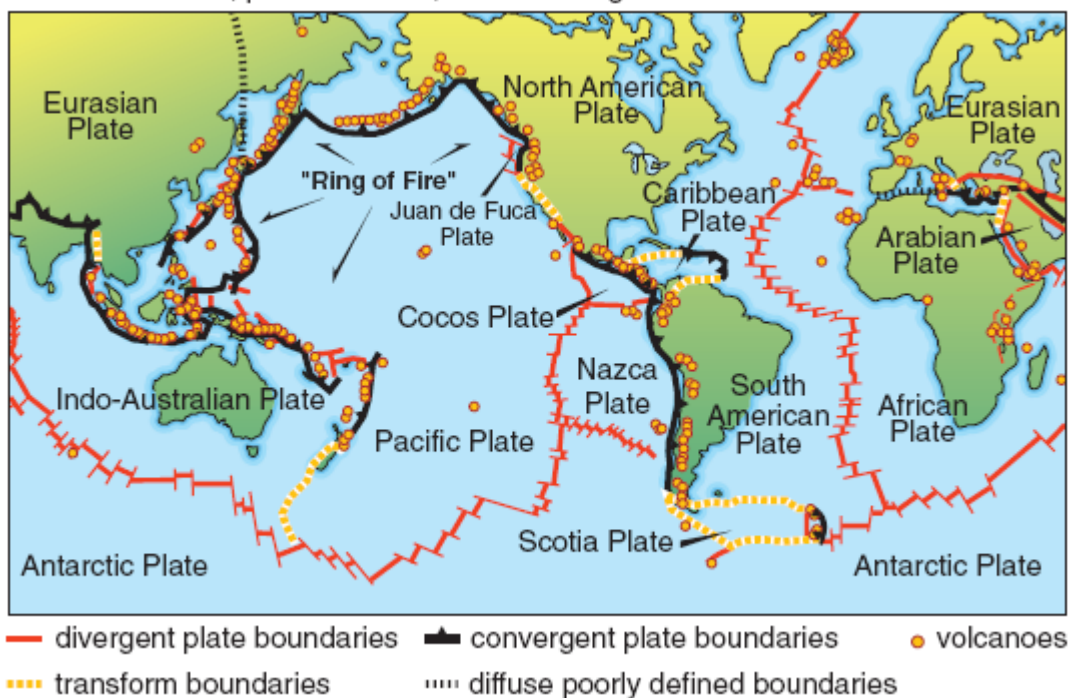 Eurasian
Plate
North American
Plate
Eurasian
Plate
"Ring of Fire"
Juan de Fuca
Plate
Caribbean
Plate
Arabian
Plate
Cocos Plate
Nazca
Plate
South
American
Plate
African
Plate
Indo-Australian Plate
Pacific Plate
Scotia Plate
Antarctic Plate
Antarctic Plate
divergent plate boundaries
convergent plate boundaries
volcanoes
transform boundaries
diffuse poorly defined boundaries